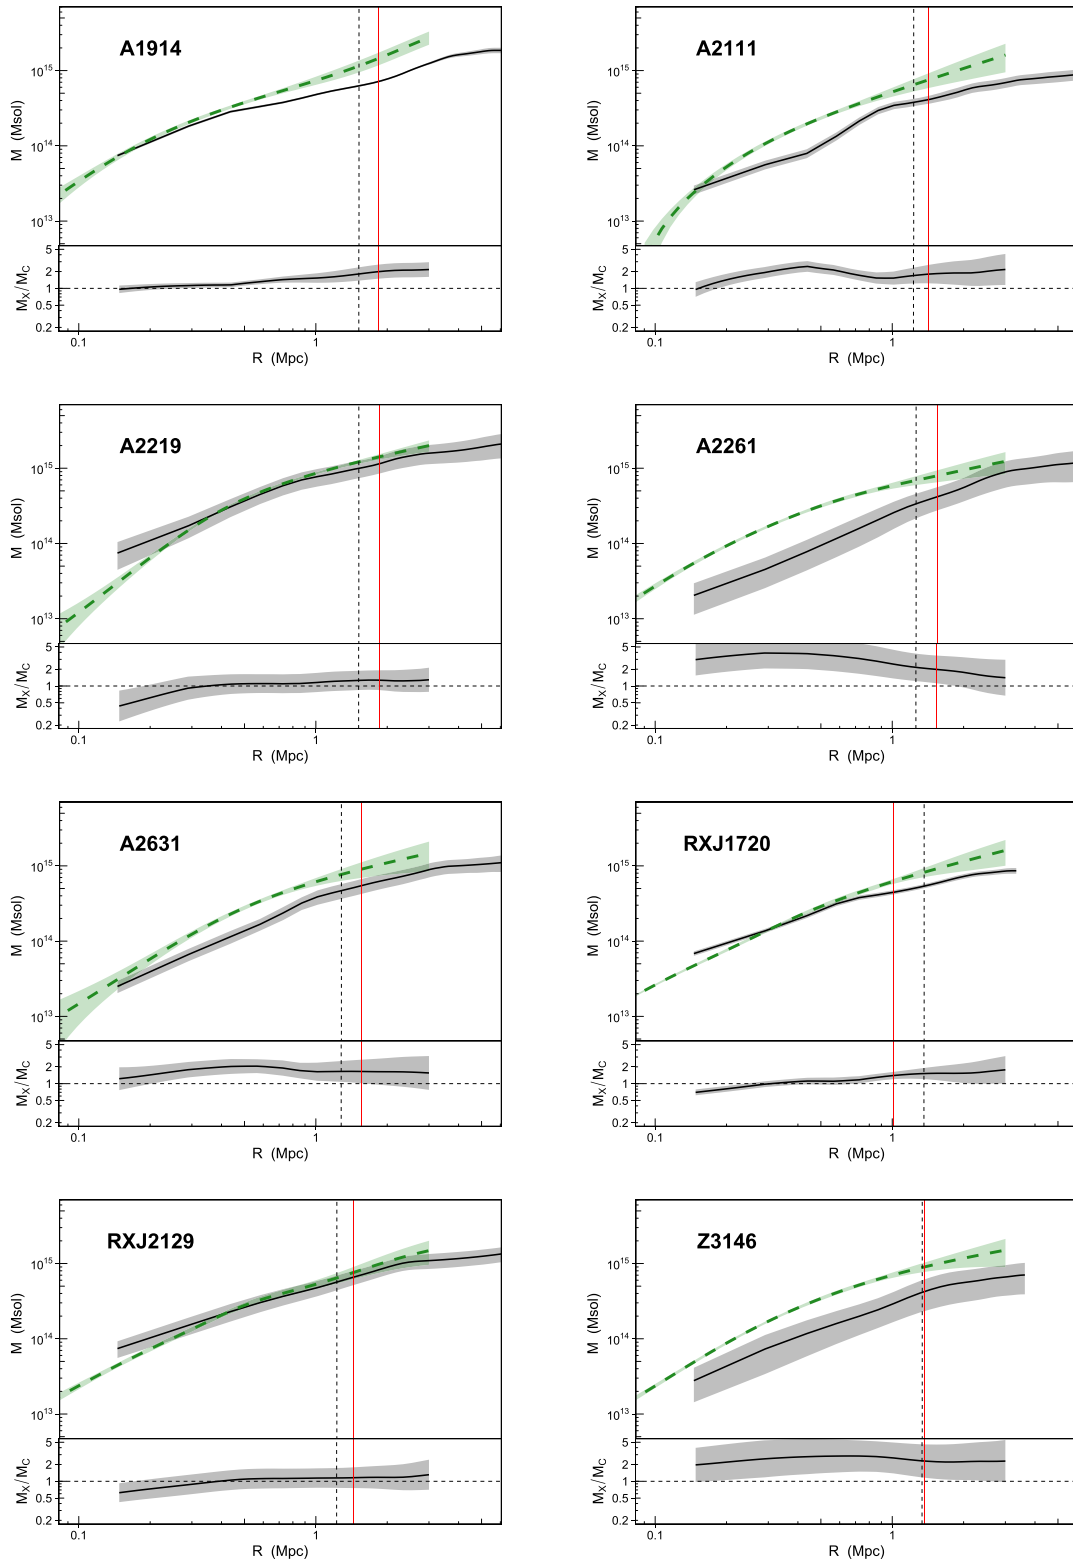 A1914
M (Msol)
10^15
10^14
10^13
M_X/M_C
5
2
1
0.5
0.2
0.1
1
R (Mpc)
A2111
M (Msol)
10^15
10^14
10^13
M_X/M_C
5
2
1
0.5
0.2
0.1
1
R (Mpc)
A2219
M (Msol)
10^15
10^14
10^13
M_X/M_C
5
2
1
0.5
0.2
0.1
1
R (Mpc)
A2261
M (Msol)
10^15
10^14
10^13
M_X/M_C
5
2
1
0.5
0.2
0.1
1
R (Mpc)
A2631
M (Msol)
10^15
10^14
10^13
M_X/M_C
5
2
1
0.5
0.2
0.1
1
R (Mpc)
RXJ1720
M (Msol)
10^15
10^14
10^13
M_X/M_C
5
2
1
0.5
0.2
0.1
1
R (Mpc)
RXJ2129
M (Msol)
10^15
10^14
10^13
M_X/M_C
5
2
1
0.5
0.2
0.1
1
R (Mpc)
Z3146
M (Msol)
10^15
10^14
10^13
M_X/M_C
5
2
1
0.5
0.2
0.1
1
R (Mpc)